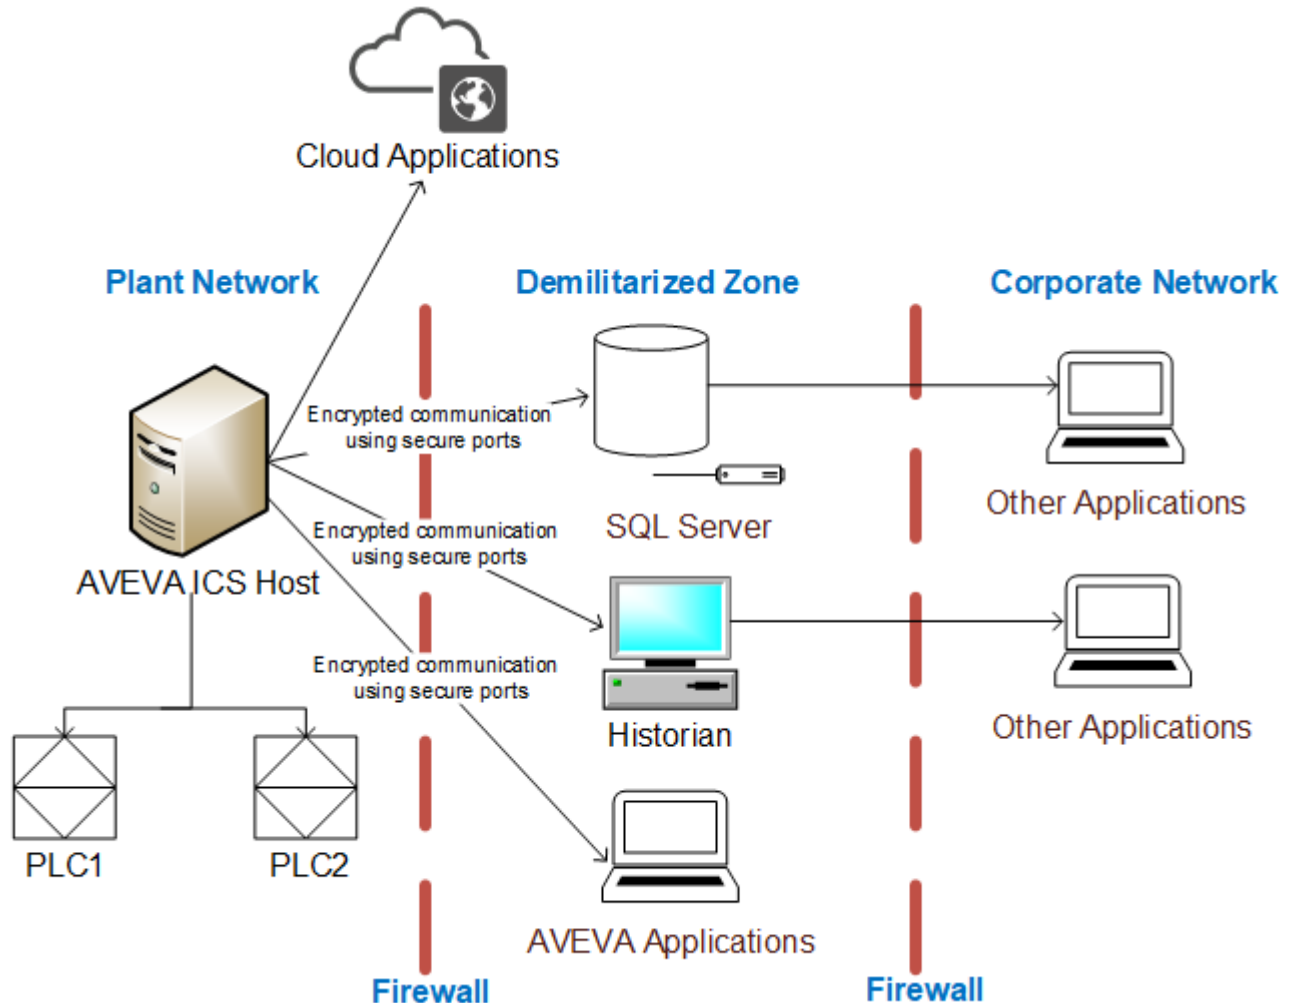 Cloud Applications
Plant Network
Demilitarized Zone
Corporate Network
Encrypted communication
using secure ports
Other Applications
SQL Server
Encrypted communication
using secure ports
AVEVA ICS Host
Encrypted communication
using secure ports
Historian
Other Applications
PLC1
PLC2
AVEVA Applications
Firewall
Firewall